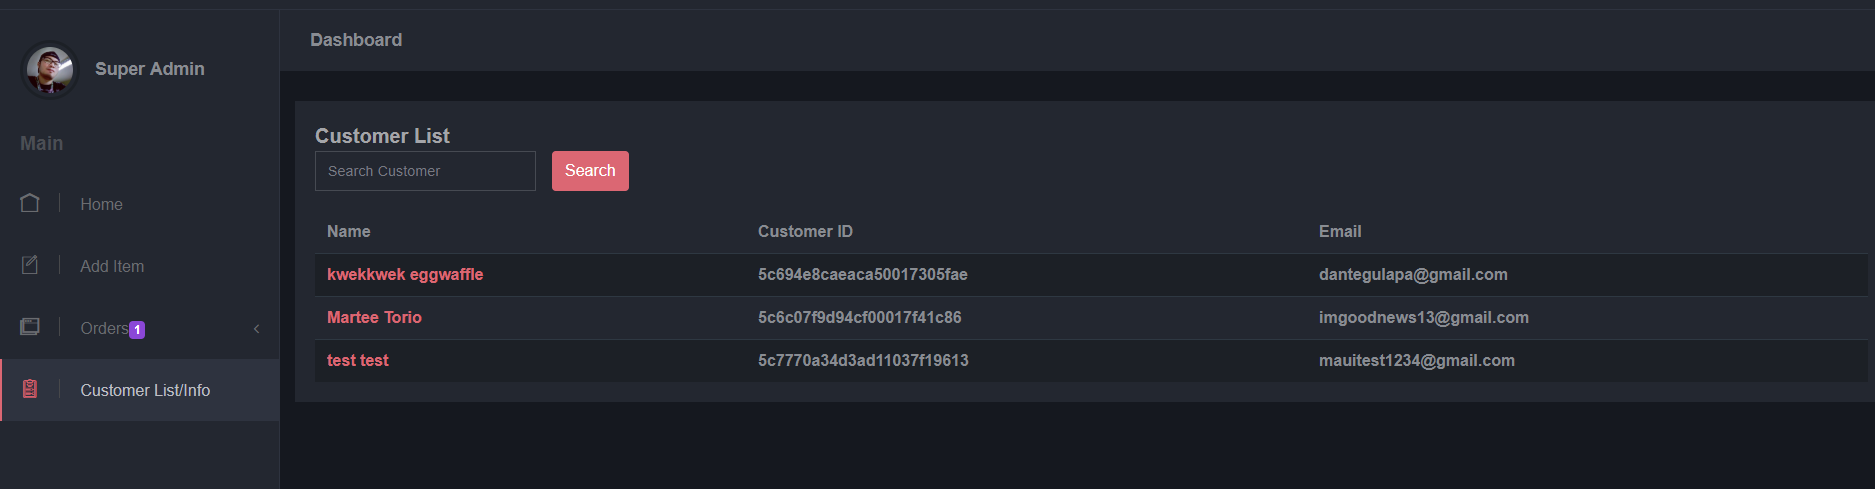 Dashboard
Super Admin
Main
Home
Add Item
Orders 1
Customer List/Info
Customer List
Search Customer Search
Name Customer ID Email
kwekkwek eggwaffle 5c694e8caeaca50017305fae dantegulapa@gmail.com
Martee Torio 5c6c07f9d94cf00017f41c86 imgoodnews13@gmail.com
test test 5c7770a34d3ad11037f19613 mauitest1234@gmail.com